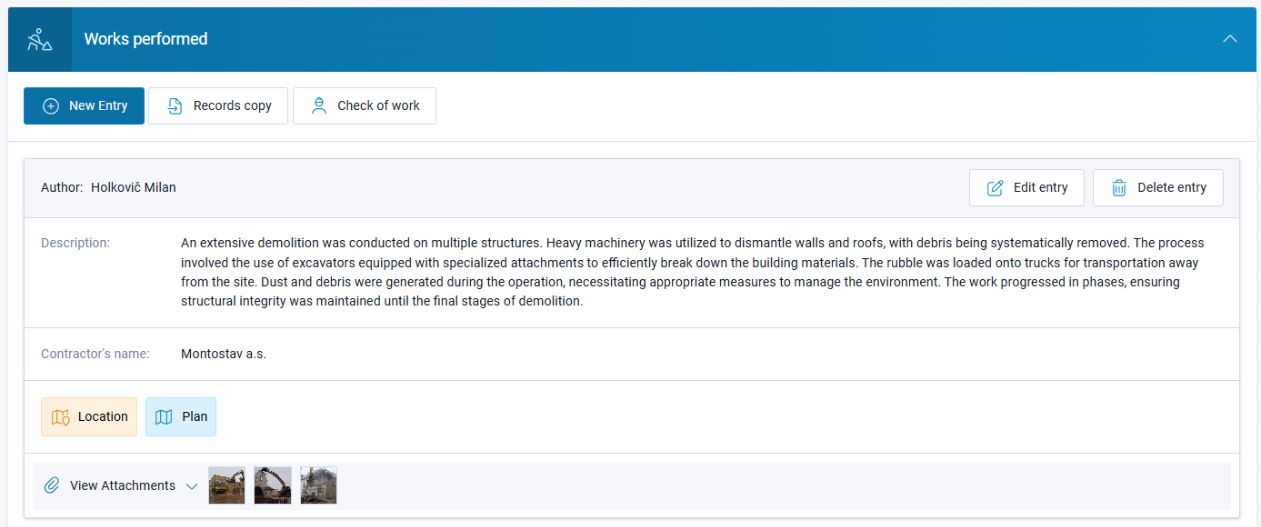 Works performed
New Entry
Records copy
Check of work
Author: Holkovič Milan
Edit entry
Delete entry
Description:
An extensive demolition was conducted on multiple structures. Heavy machinery was utilized to dismantle walls and roofs, with debris being systematically removed. The process
involved the use of excavators equipped with specialized attachments to efficiently break down the building materials. The rubble was loaded onto trucks for transportation away
from the site. Dust and debris were generated during the operation, necessitating appropriate measures to manage the environment. The work progressed in phases, ensuring
structural integrity was maintained until the final stages of demolition.
Contractor's name: Montostav a.s.
Location
Plan
View Attachments